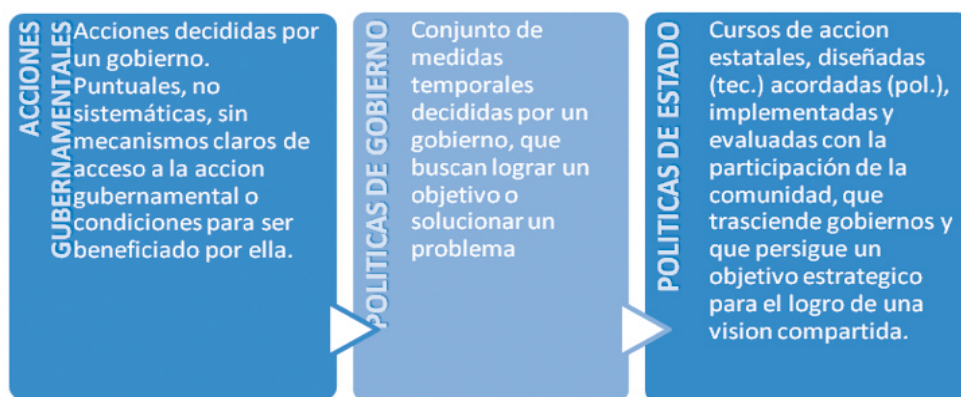 ACCIONES
GUBERNAMENTALES
Acciones decididas por
un gobierno.
Puntuales, no
sistemáticas, sin
mecanismos claros de
acceso a la accion
gubernamental o
condiciones para ser
beneficiado por ella.
POLITICAS DE GOBIERNO
Conjunto de
medidas
temporales
decididas por un
gobierno, que
buscan lograr un
objetivo o
solucionar un
problema
POLITICAS DE ESTADO
Cursos de accion
estatales, diseñadas
(tec.) acordadas (pol.),
implementadas y
evaluadas con la
participación de la
comunidad, que
trasciende gobiernos y
que persigue un
objetivo estrategico
para el logro de una
vision compartida.